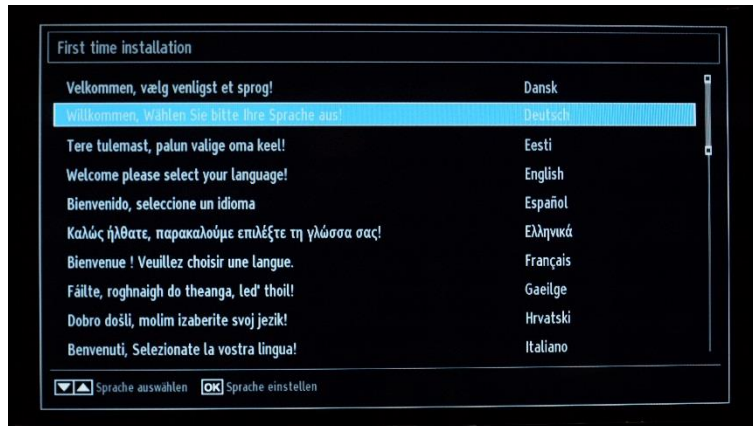 First time installation
Velkommen, vælg venligst et sprog! Dansk
Willkommen, Wählen Sie bitte Ihre Sprache aus! Deutsch
Tere tulemast, palun valige oma keel! Eesti
Welcome please select your language! English
Bienvenido, seleccione un idioma Español
Καλώς ήλθατε, παρακαλούμε επιλέξτε τη γλώσσα σας! Ελληνικά
Bienvenue ! Veuillez choisir une langue. Français
Fáilte, roghnaigh do theanga, led' thoil! Gaeilge
Dobro došli, molim izaberite svoj jezik! Hrvatski
Benvenuti, Selezionate la vostra lingua! Italiano
Sprache auswählen OK Sprache einstellen